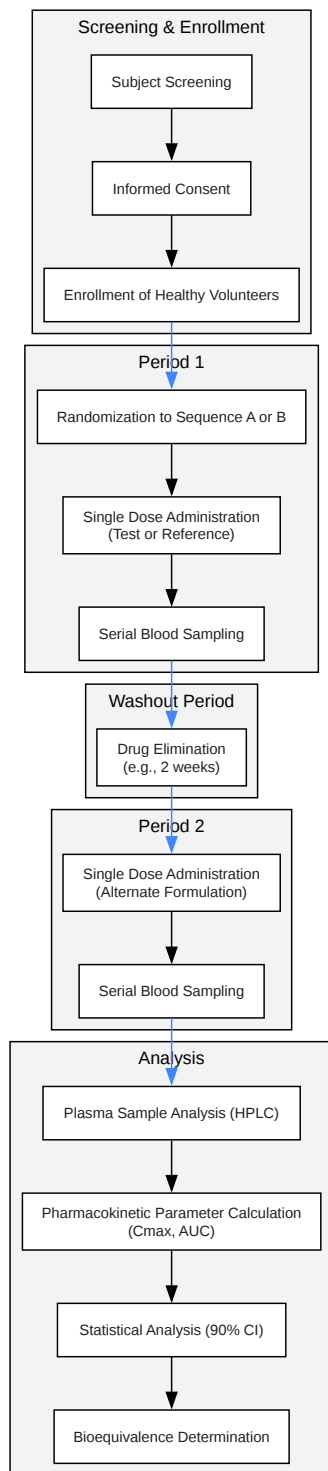 Screening & Enrollment
Subject Screening
Informed Consent
Enrollment of Healthy Volunteers
Period 1
Randomization to Sequence A or B
Single Dose Administration
(Test or Reference)
Serial Blood Sampling
Washout Period
Drug Elimination
(e.g., 2 weeks)
Period 2
Single Dose Administration
(Alternate Formulation)
Serial Blood Sampling
Analysis
Plasma Sample Analysis (HPLC)
Pharmacokinetic Parameter Calculation
(Cmax, AUC)
Statistical Analysis (90% CI)
Bioequivalence Determination